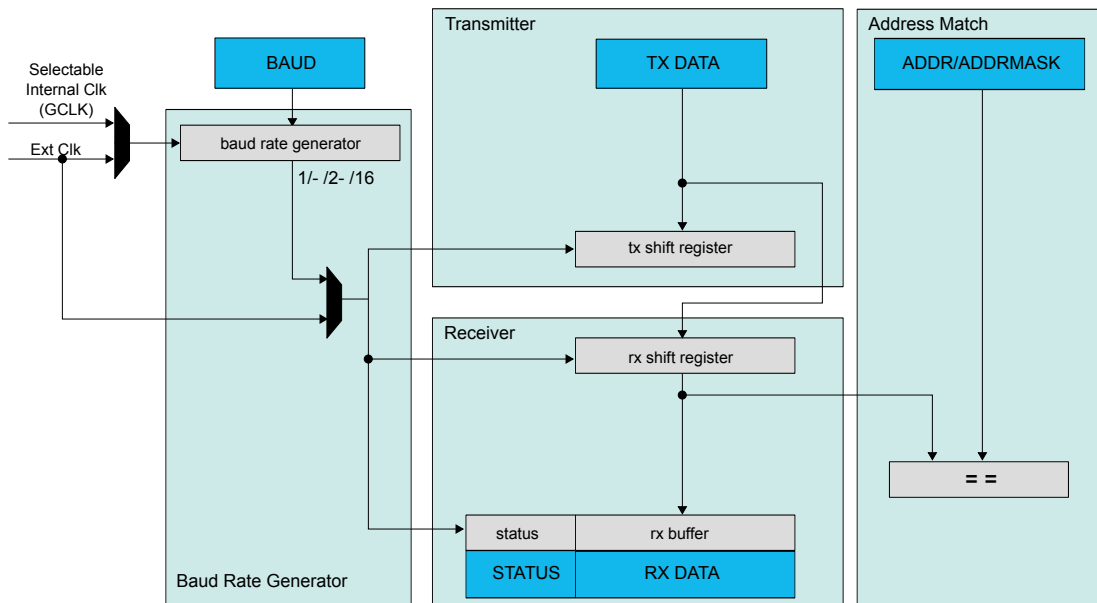 Transmitter
Address Match
BAUD
TX DATA
ADDR/ADDRMASK
Selectable
Internal Clk
(GCLK)
Ext Clk
baud rate generator
1/- /2- /16
tx shift register
Receiver
rx shift register
= =
status
rx buffer
STATUS
RX DATA
Baud Rate Generator